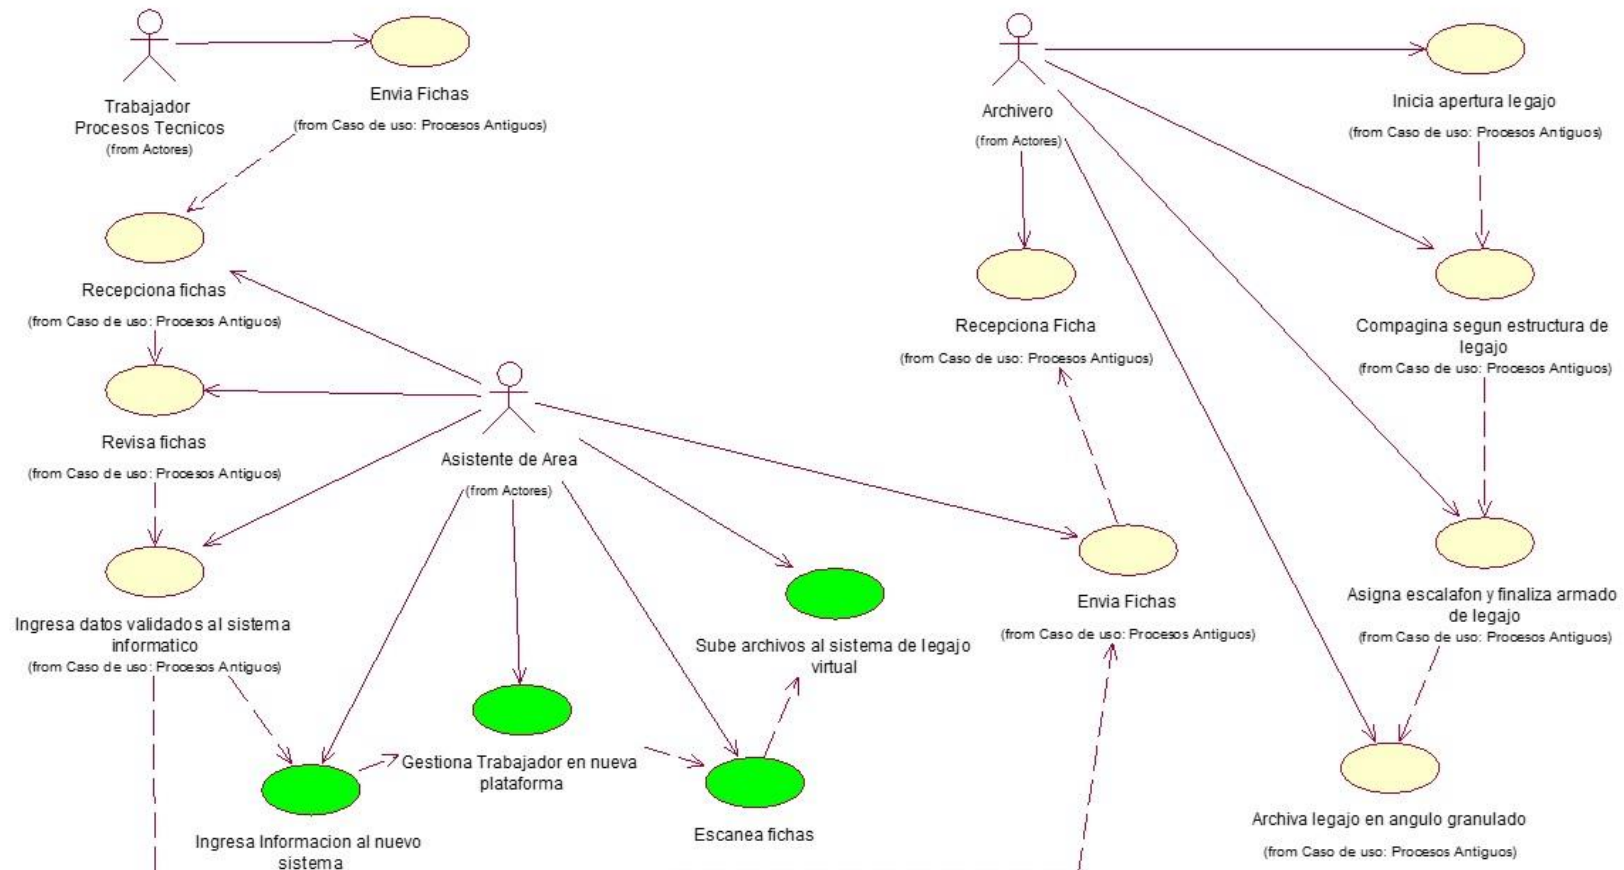 Trabajador
Procesos Tecnicos
(from Actores)
Envia Fichas
(from Caso de uso: Procesos Antiguos)
Recepciona fichas
(from Caso de uso: Procesos Antiguos)
Revisa fichas
(from Caso de uso: Procesos Antiguos)
Ingresa datos validados al sistema
informatico
(from Caso de uso: Procesos Antiguos)
Asistente de Area
(from Actores)
Ingresa Informacion al nuevo
sistema
Gestiona Trabajador en nueva
plataforma
Escanea fichas
Sube archivos al sistema de legajo
virtual
Archivero
(from Actores)
Recepciona Ficha
(from Caso de uso: Procesos Antiguos)
Envia Fichas
(from Caso de uso: Procesos Antiguos)
Inicia apertura legajo
(from Caso de uso: Procesos Antiguos)
Compagina segun estructura de
legajo
(from Caso de uso: Procesos Antiguos)
Asigna escalafon y finaliza armado
de legajo
(from Caso de uso: Procesos Antiguos)
Archiva legajo en angulo granulado
(from Caso de uso: Procesos Antiguos)